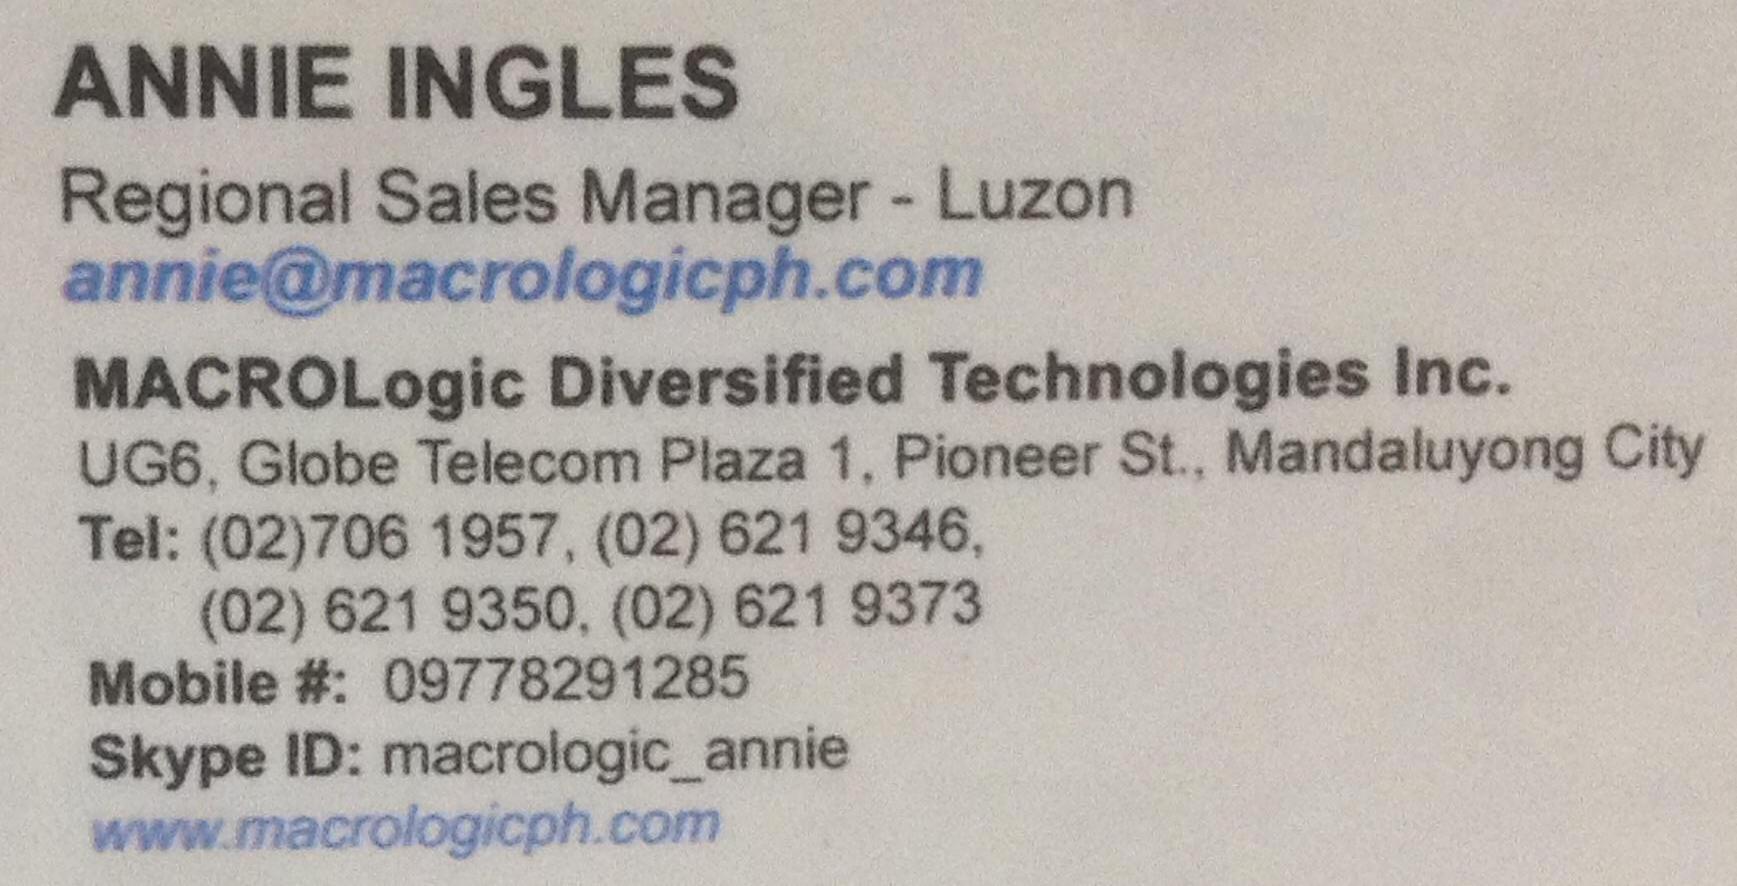 ANNIE INGLES
Regional Sales Manager - Luzon
annie@macrologicph.com
MACROLogic Diversified Technologies Inc.
UG6, Globe Telecom Plaza 1, Pioneer St., Mandaluyong City
Tel: (02)706 1957, (02) 621 9346,
(02) 621 9350, (02) 621 9373
Mobile #: 09778291285
Skype ID: macrologic_annie
www.macrologicph.com